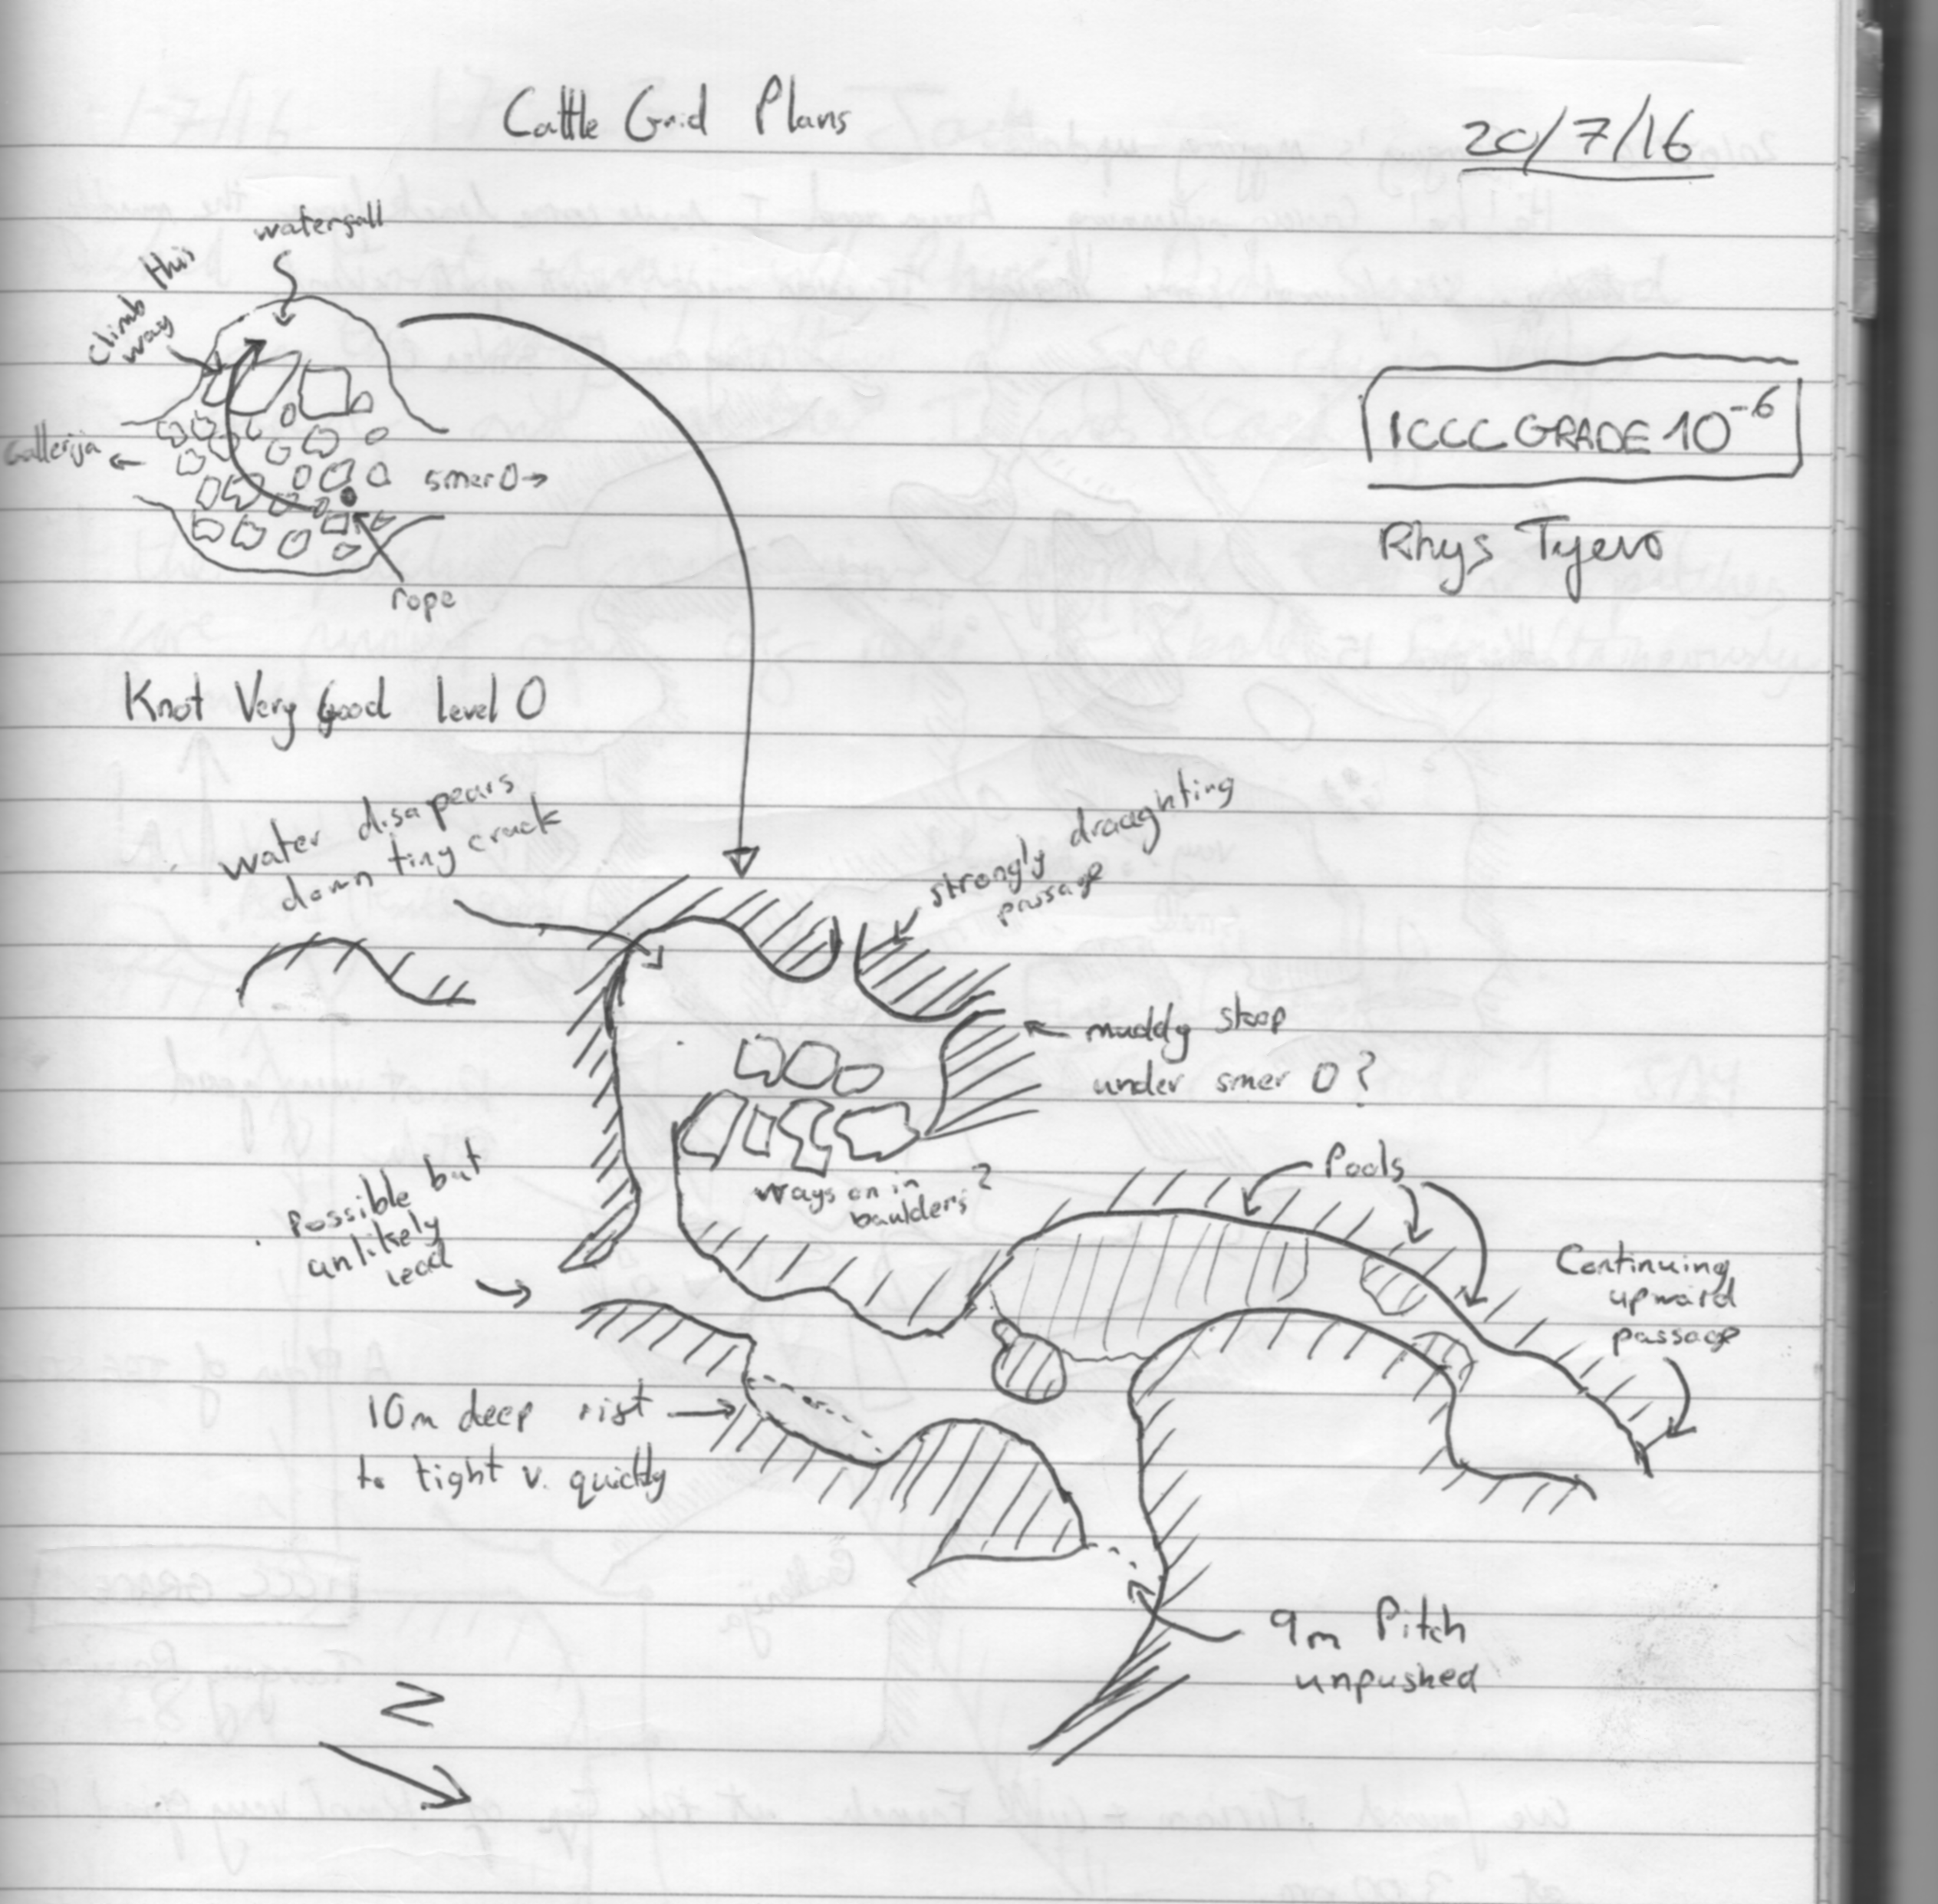 Cattle Grid Plans
20/7/16
waterfall
Climb this
way
Gallerija
smer 0
rope
ICCC GRADE 10⁻⁶
Rhys Tyers
Knot Very Good level 0
water disapears
down tiny crack
strongly draughting
passage
muddy stoop
under smer 0?
ways on in
boulders?
Possible but
unlikely
lead
Pools
Continuing
upward
passage
10m deep rift
to tight v. quickly
9m Pitch
unpushed
N